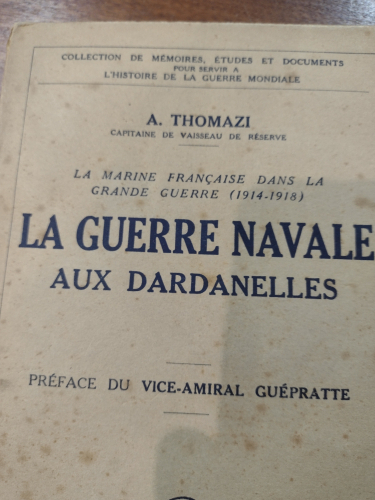 COLLECTION DE MÉMOIRES, ÉTUDES ET DOCUMENTS
POUR SERVIR A
L'HISTOIRE DE LA GUERRE MONDIALE
A. THOMAZI
CAPITAINE DE VAISSEAU DE RÉSERVE
LA MARINE FRANÇAISE DANS LA
GRANDE GUERRE (1914-1918)
LA GUERRE NAVALE
AUX DARDANELLES
PRÉFACE DU VICE-AMIRAL GUÉPRATTE